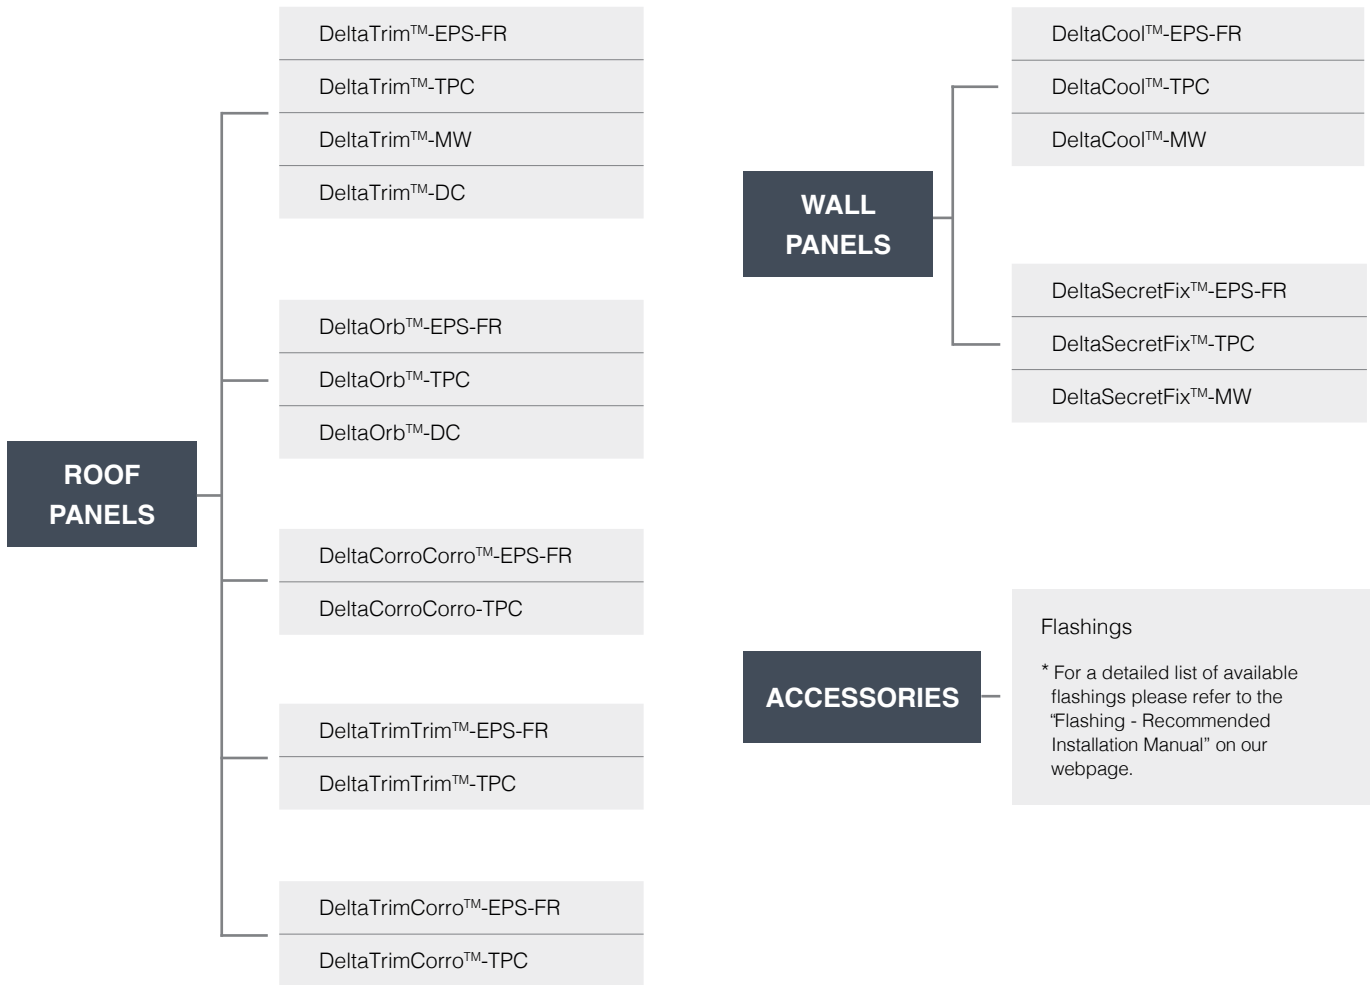 ROOF
PANELS
DeltaTrim™-EPS-FR
DeltaTrim™-TPC
DeltaTrim™-MW
DeltaTrim™-DC
DeltaOrb™-EPS-FR
DeltaOrb™-TPC
DeltaOrb™-DC
DeltaCorroCorro™-EPS-FR
DeltaCorroCorro-TPC
DeltaTrimTrim™-EPS-FR
DeltaTrimTrim™-TPC
DeltaTrimCorro™-EPS-FR
DeltaTrimCorro™-TPC
WALL
PANELS
DeltaCool™-EPS-FR
DeltaCool™-TPC
DeltaCool™-MW
DeltaSecretFix™-EPS-FR
DeltaSecretFix™-TPC
DeltaSecretFix™-MW
ACCESSORIES
Flashings
* For a detailed list of available
flashings please refer to the
“Flashing - Recommended
Installation Manual” on our
webpage.